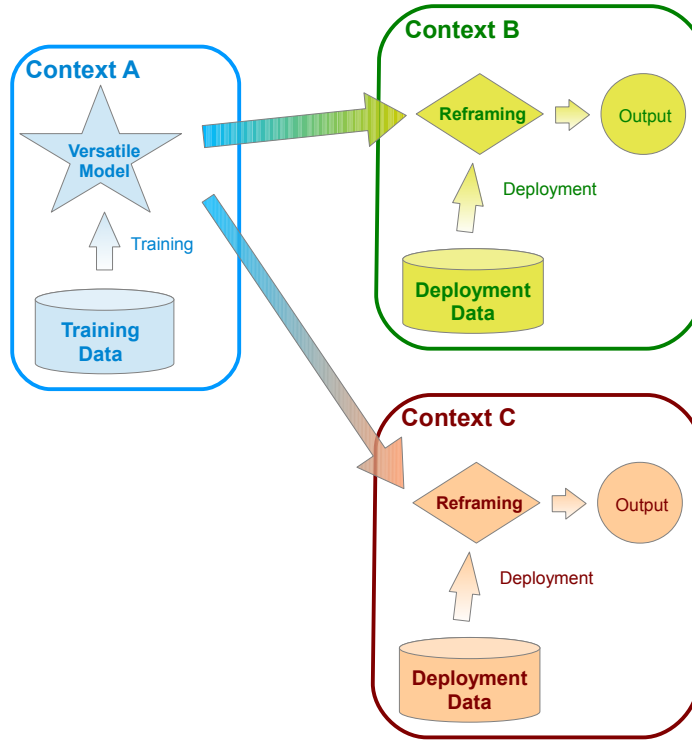 Context A
Versatile
Model
Training
Training
Data
Context B
Reframing
Output
Deployment
Deployment
Data
Context C
Reframing
Output
Deployment
Deployment
Data